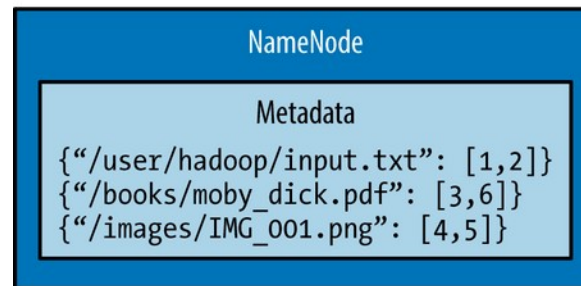 NameNode
Metadata
{“/user/hadoop/input.txt”: [1,2]}
{“/books/moby_dick.pdf”: [3,6]}
{“/images/IMG_001.png”: [4,5]}